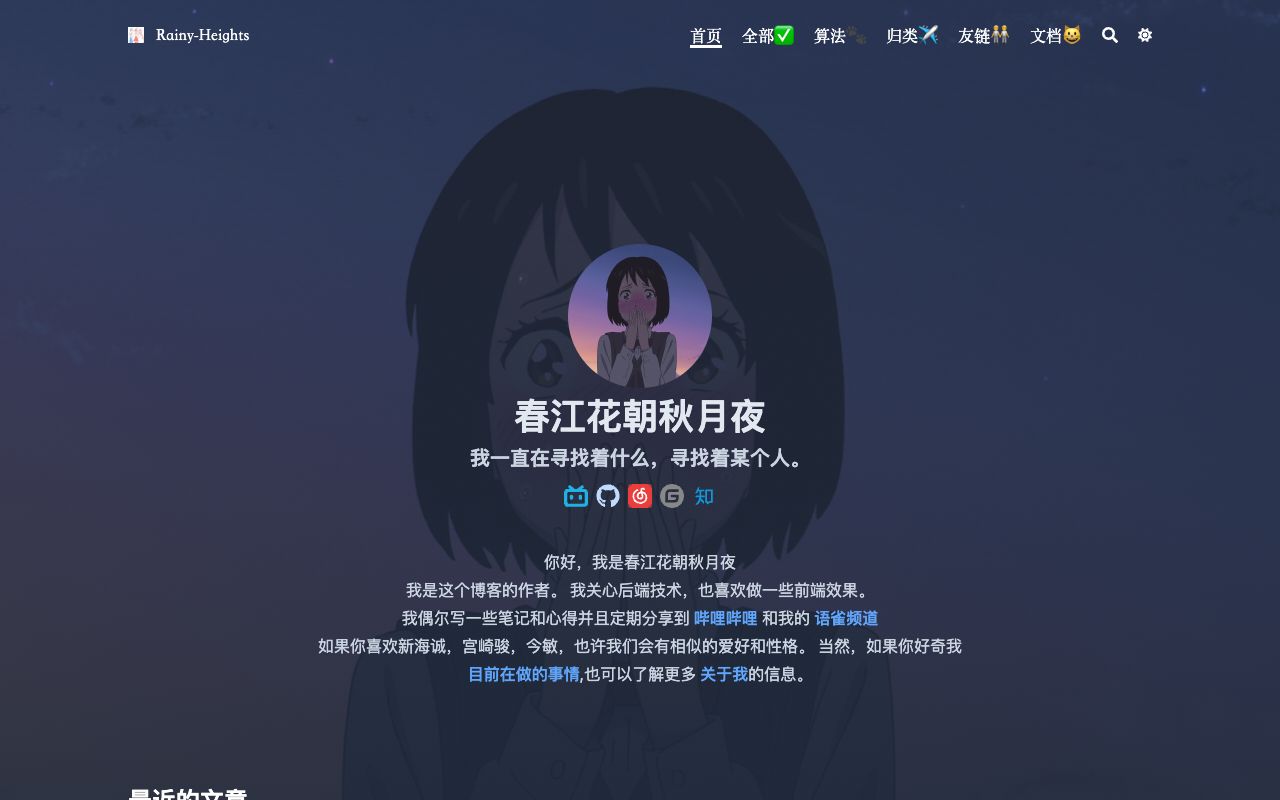 Rainy-Heights
首页 全部✅ 算法🐾 归类✈️ 友链👬 文档😺
春江花朝秋月夜
我一直在寻找着什么，寻找着某个人。
知
你好，我是春江花朝秋月夜
我是这个博客的作者。 我关心后端技术，也喜欢做一些前端效果。
我偶尔写一些笔记和心得并且定期分享到 哔哩哔哩 和我的 语雀频道
如果你喜欢新海诚，宫崎骏，今敏，也许我们会有相似的爱好和性格。 当然，如果你好奇我
目前在做的事情,也可以了解更多 关于我的信息。
最近的文章